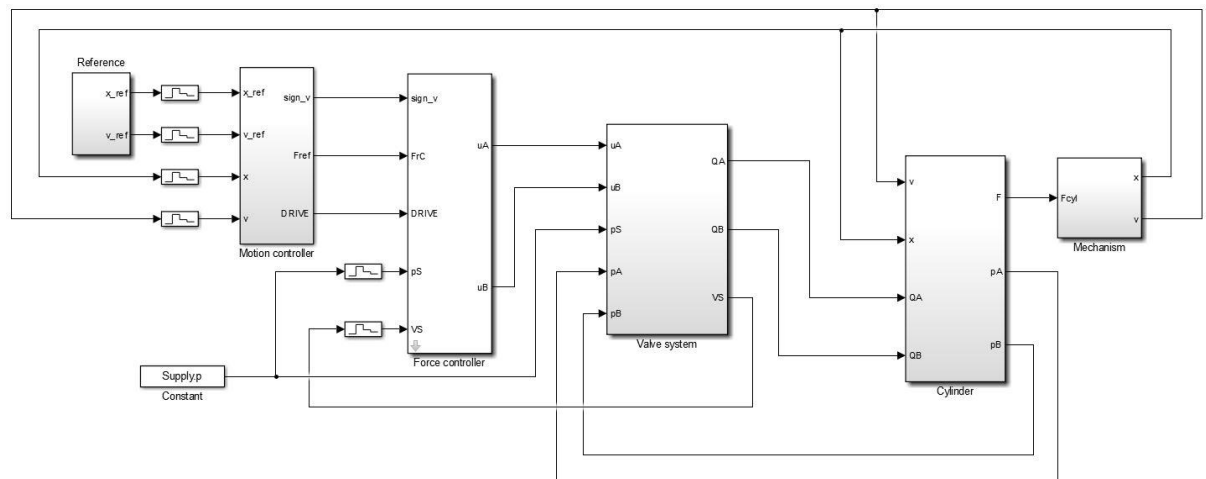 Reference
x_ref
v_ref
x_ref
v_ref
x
v
sign_v
Fref
DRIVE
Motion controller
sign_v
FrC
DRIVE
pS
VS
uA
uB
Force controller
Supply.p
Constant
uA
uB
pS
pA
pB
QA
QB
VS
Valve system
v
x
QA
QB
F
pA
pB
Cylinder
Fcyl
x
v
Mechanism